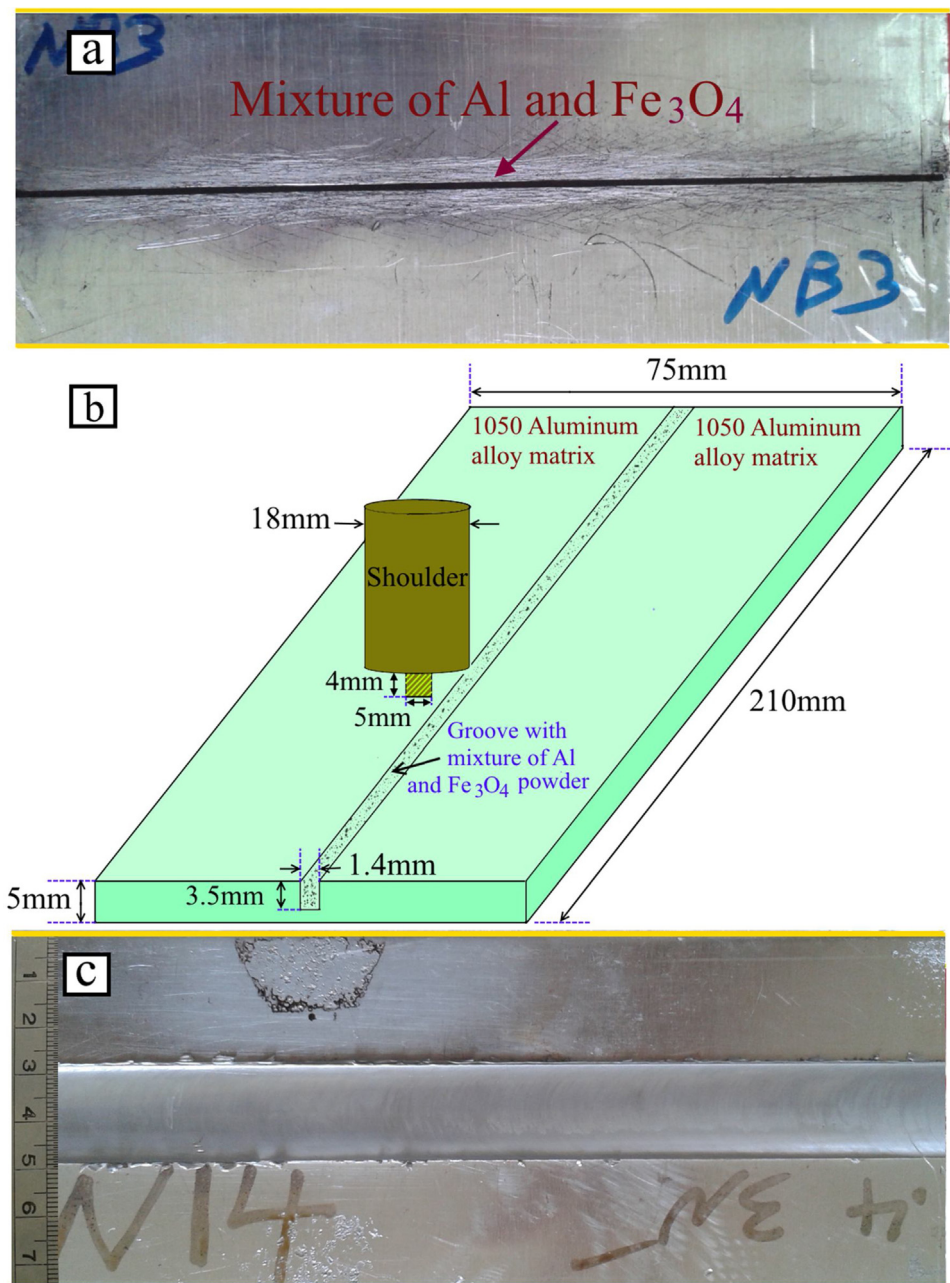 NB3
a
Mixture of Al and Fe3O4
NB3
b
75mm
1050 Aluminum
alloy matrix
1050 Aluminum
alloy matrix
18mm
Shoulder
4mm
5mm
210mm
Groove with
mixture of Al
and Fe3O4 powder
1.4mm
3.5mm
5mm
c
1
2
3
4
5
6
7
N14
3N
.4